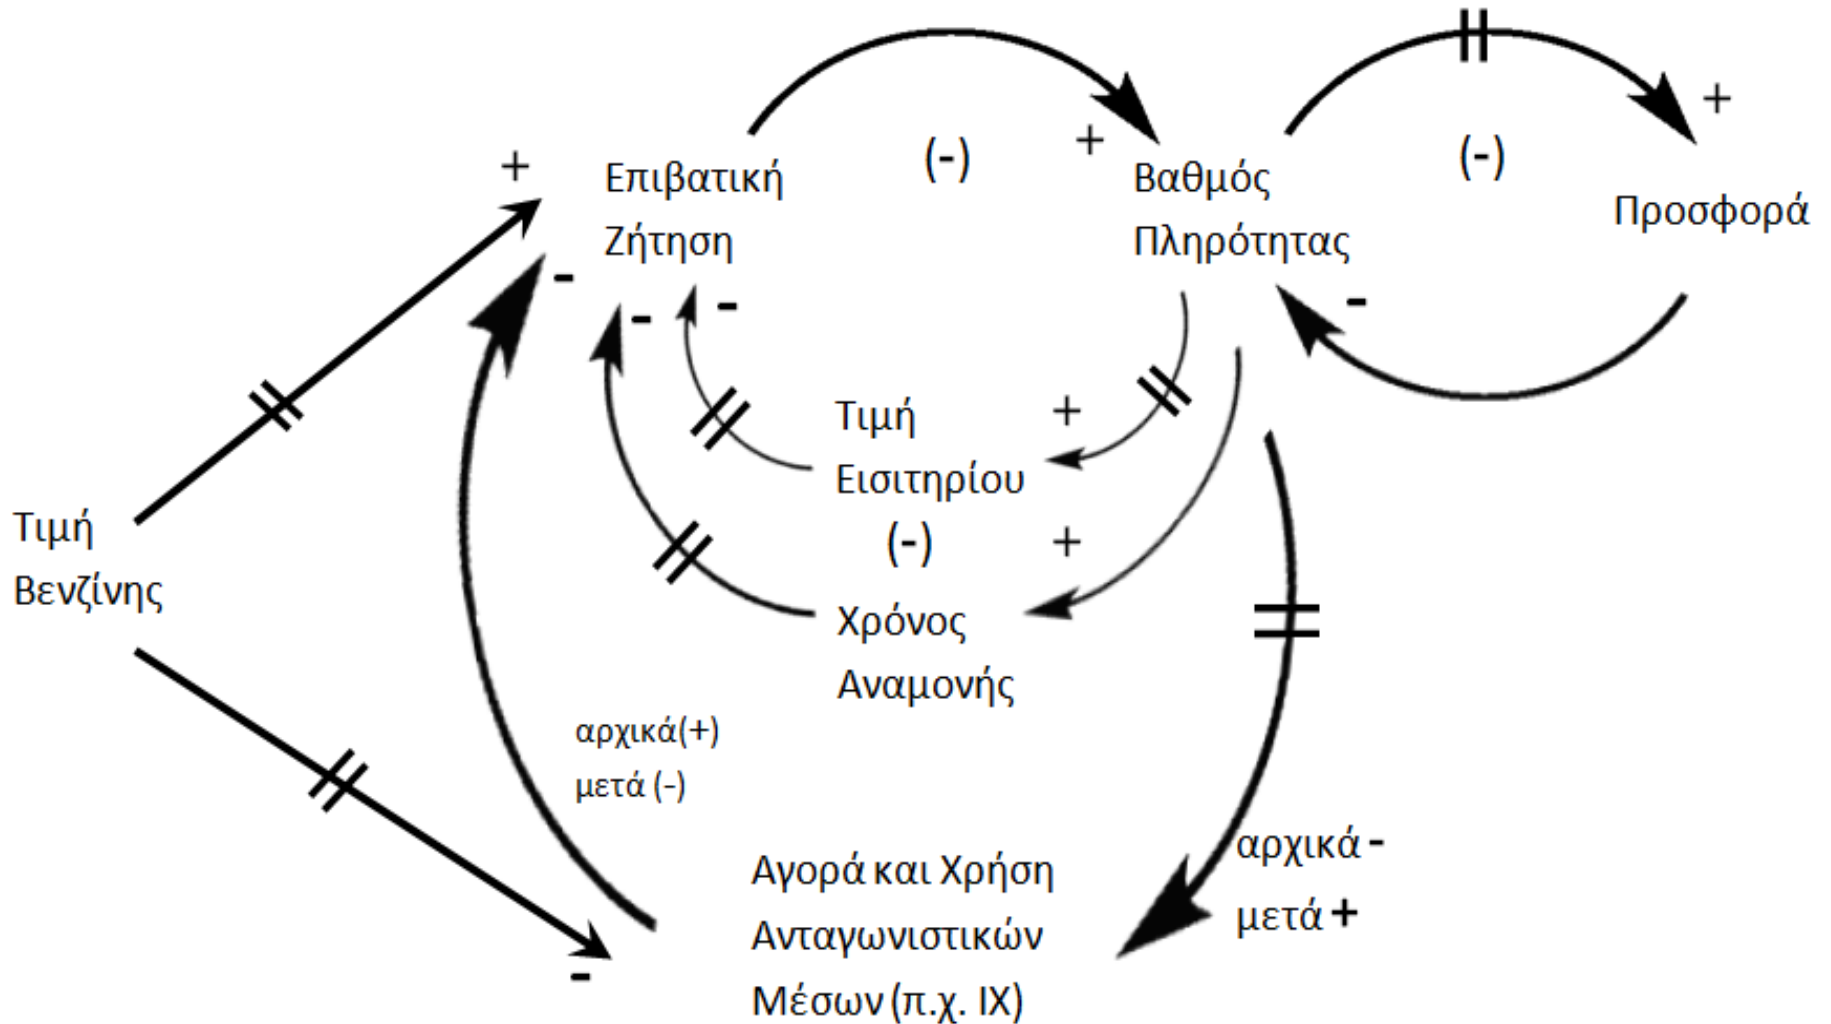 +
+
Επιβατική
Ζήτηση
(-)
+
Βαθμός
Πληρότητας
(-)
Προσφορά
-
-
-
-
Τιμή
Εισιτηρίου
+
(-)
+
Τιμή
Βενζίνης
Χρόνος
Αναμονής
αρχικά(+)
μετά (-)
αρχικά -
μετά +
Αγορά και Χρήση
Ανταγωνιστικών
Μέσων (π.χ. ΙΧ)
-